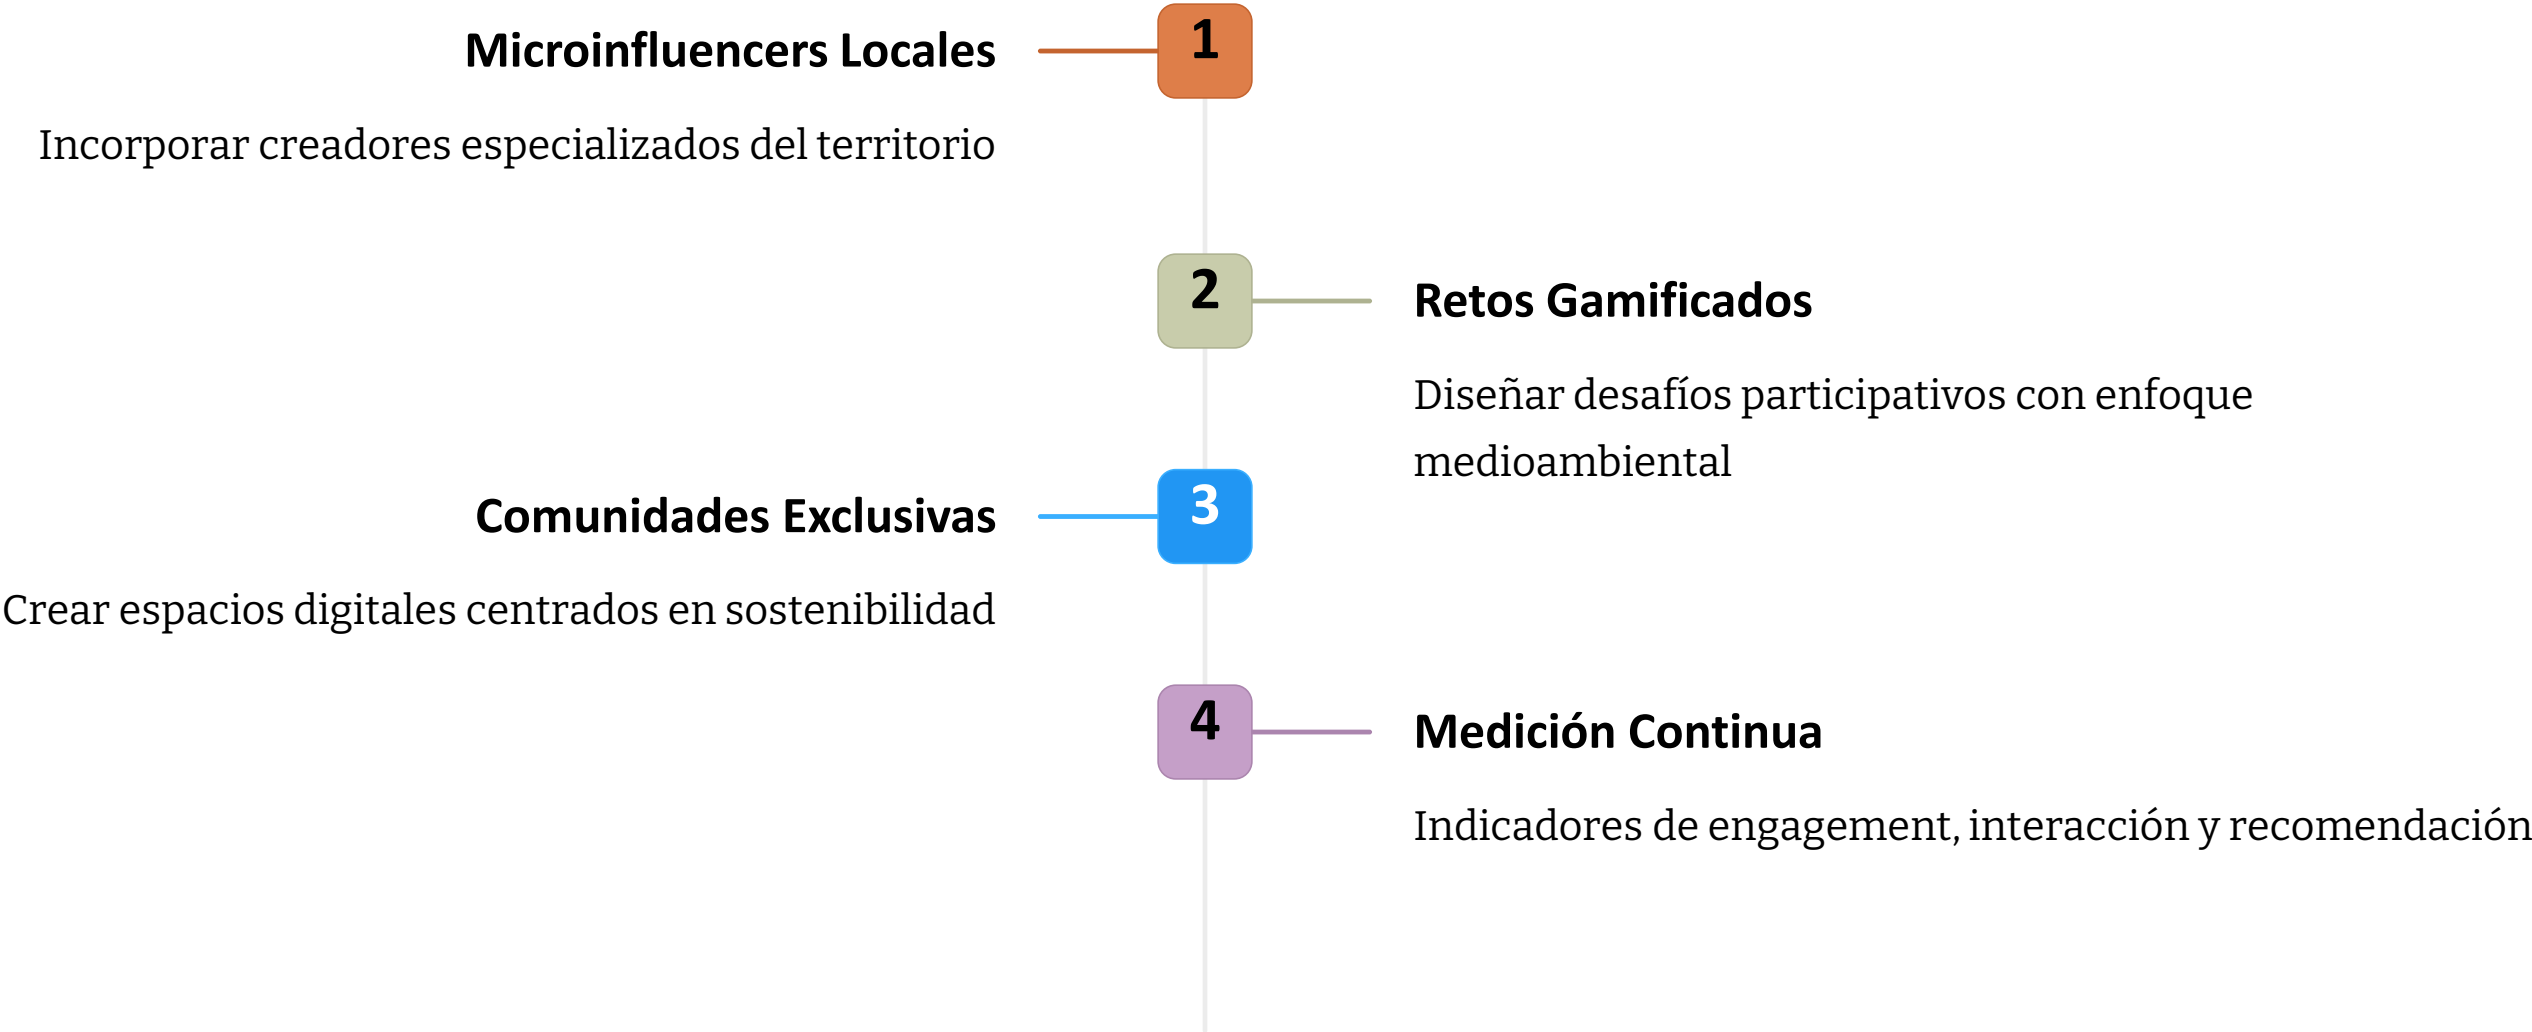 1
Microinfluencers Locales
Incorporar creadores especializados del territorio
2
Retos Gamificados
Diseñar desafíos participativos con enfoque
medioambiental
3
Comunidades Exclusivas
Crear espacios digitales centrados en sostenibilidad
4
Medición Continua
Indicadores de engagement, interacción y recomendación